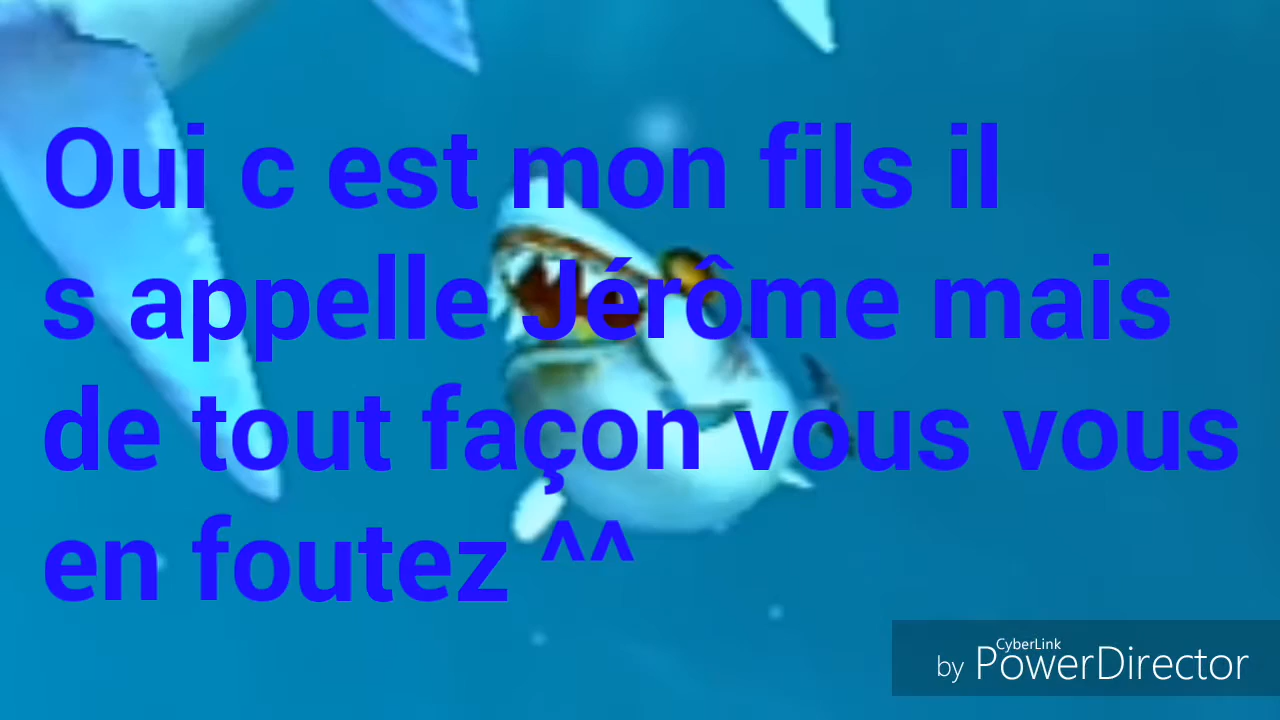 Oui c est mon fils il
s appelle Jérôme mais
de tout façon vous vous
en foutez ^^
CyberLink
by PowerDirector